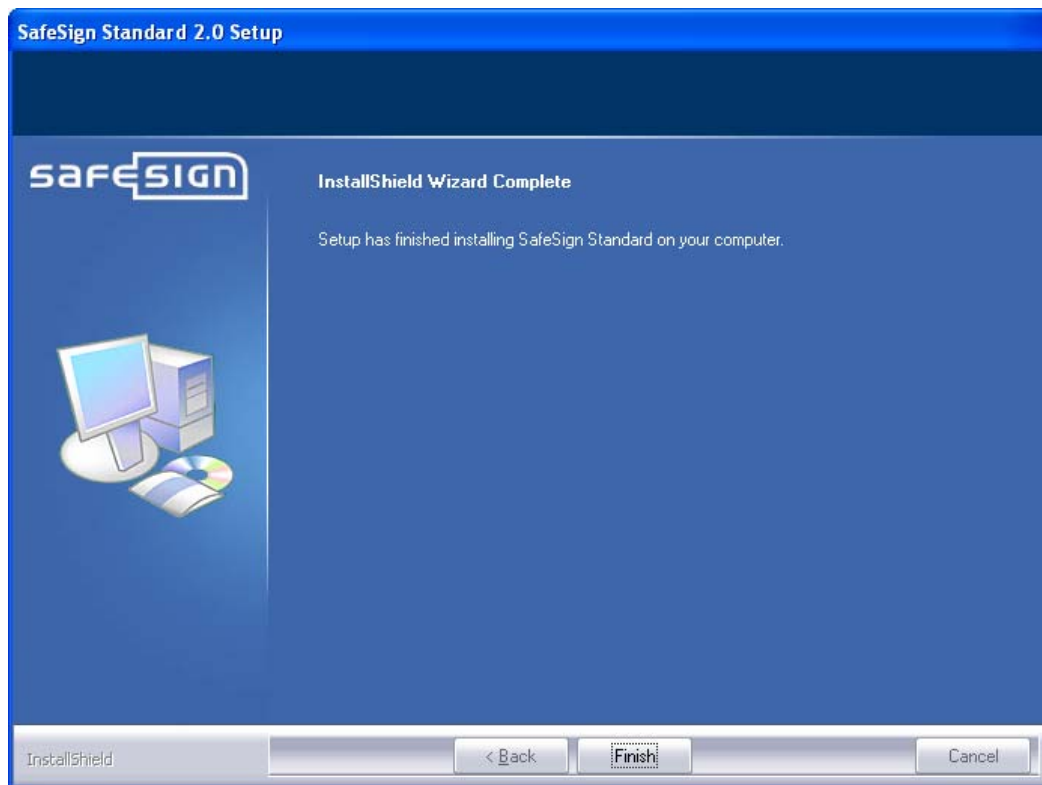 SafeSign Standard 2.0 Setup
safesign
InstallShield Wizard Complete
Setup has finished installing SafeSign Standard on your computer.
InstallShield
< Back
Finish
Cancel